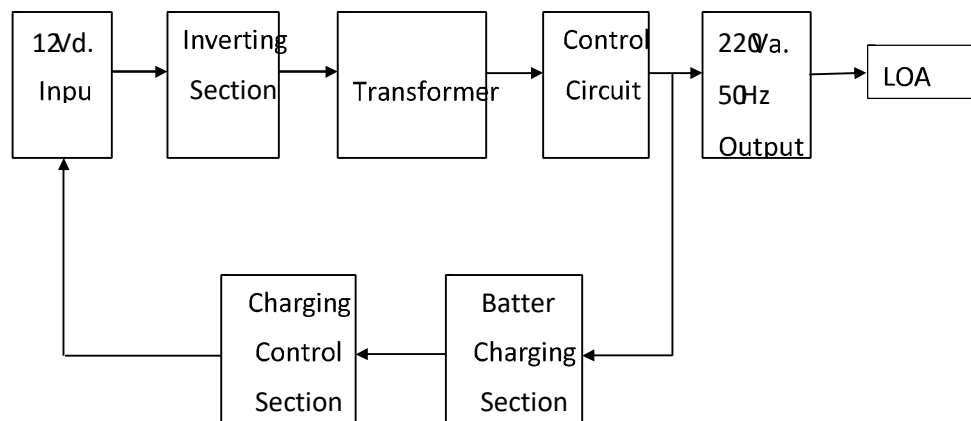 12Vd.
Inpu
Inverting
Section
Transformer
Control
Circuit
220Va.
50Hz
Output
LOA
Charging
Control
Section
Batter
Charging
Section